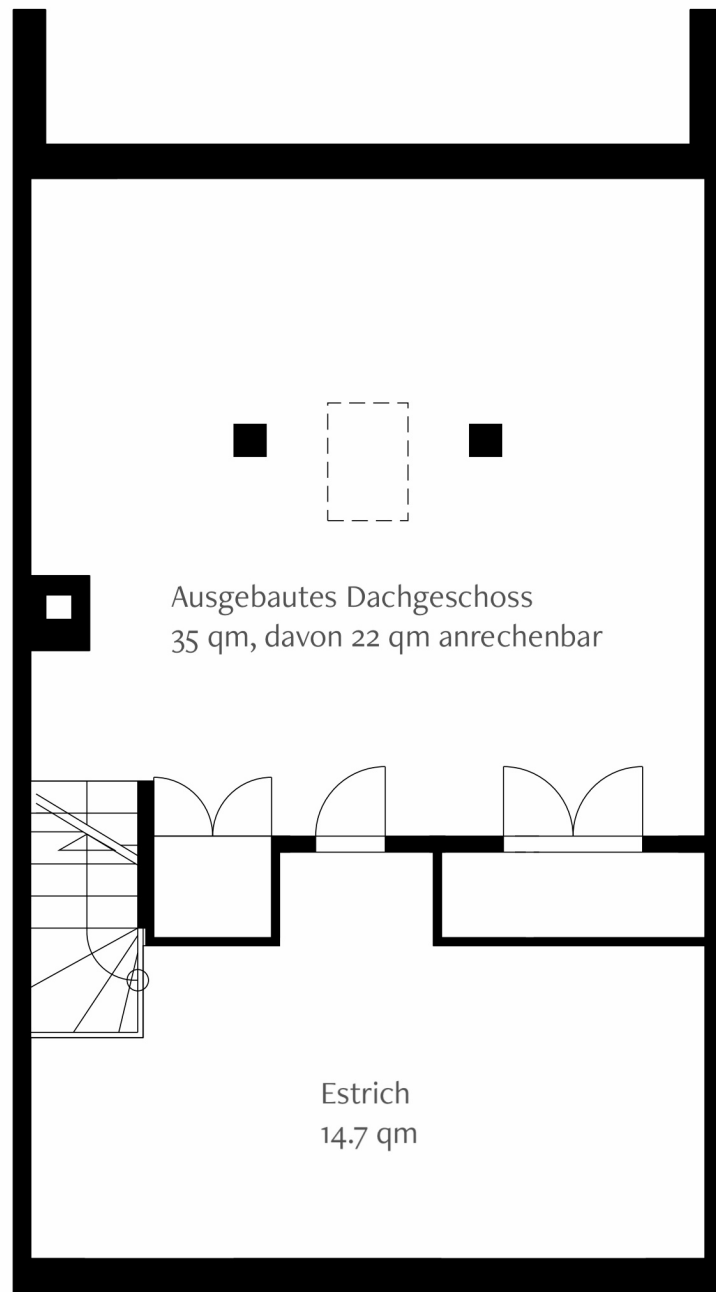 Ausgebautes Dachgeschoss
35 qm, davon 22 qm anrechenbar
Estrich
14.7 qm